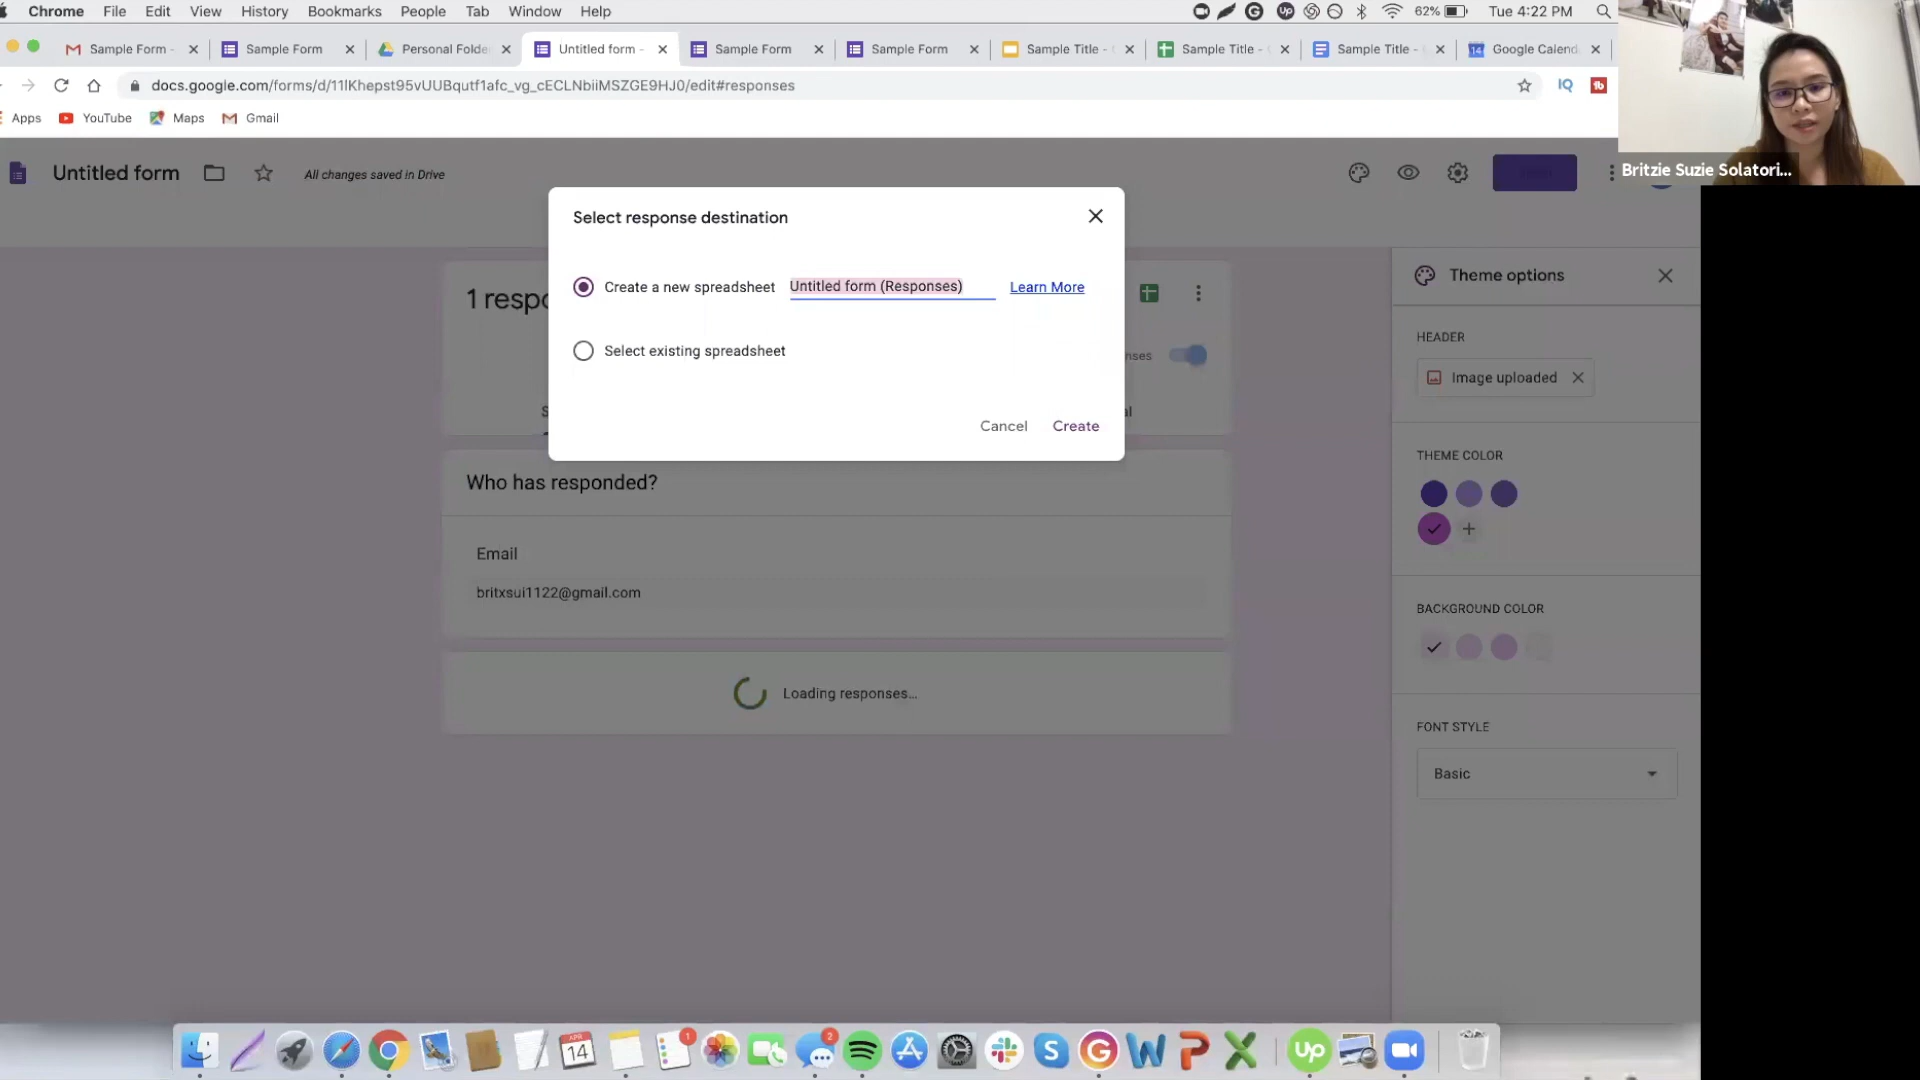 Chrome File Edit View History Bookmarks People Tab Window Help 62% Tue 4:22 PM
Sample Form - Sample Form Personal Folde Untitled form - Sample Form Sample Form Sample Title - Sample Title - Sample Title - Google Calend
docs.google.com/forms/d/11lKhepst95vUUBqutf1afc_vg_cECLNbiiMSZGE9HJ0/edit#responses
Apps YouTube Maps Gmail
Britzie Suzie Solatori...
Untitled form All changes saved in Drive
Select response destination
Create a new spreadsheet Untitled form (Responses) Learn More
Select existing spreadsheet
Cancel Create
1 respo
nses
Who has responded?
Email
britxsui1122@gmail.com
Loading responses...
Theme options
HEADER
Image uploaded
THEME COLOR
BACKGROUND COLOR
FONT STYLE
Basic